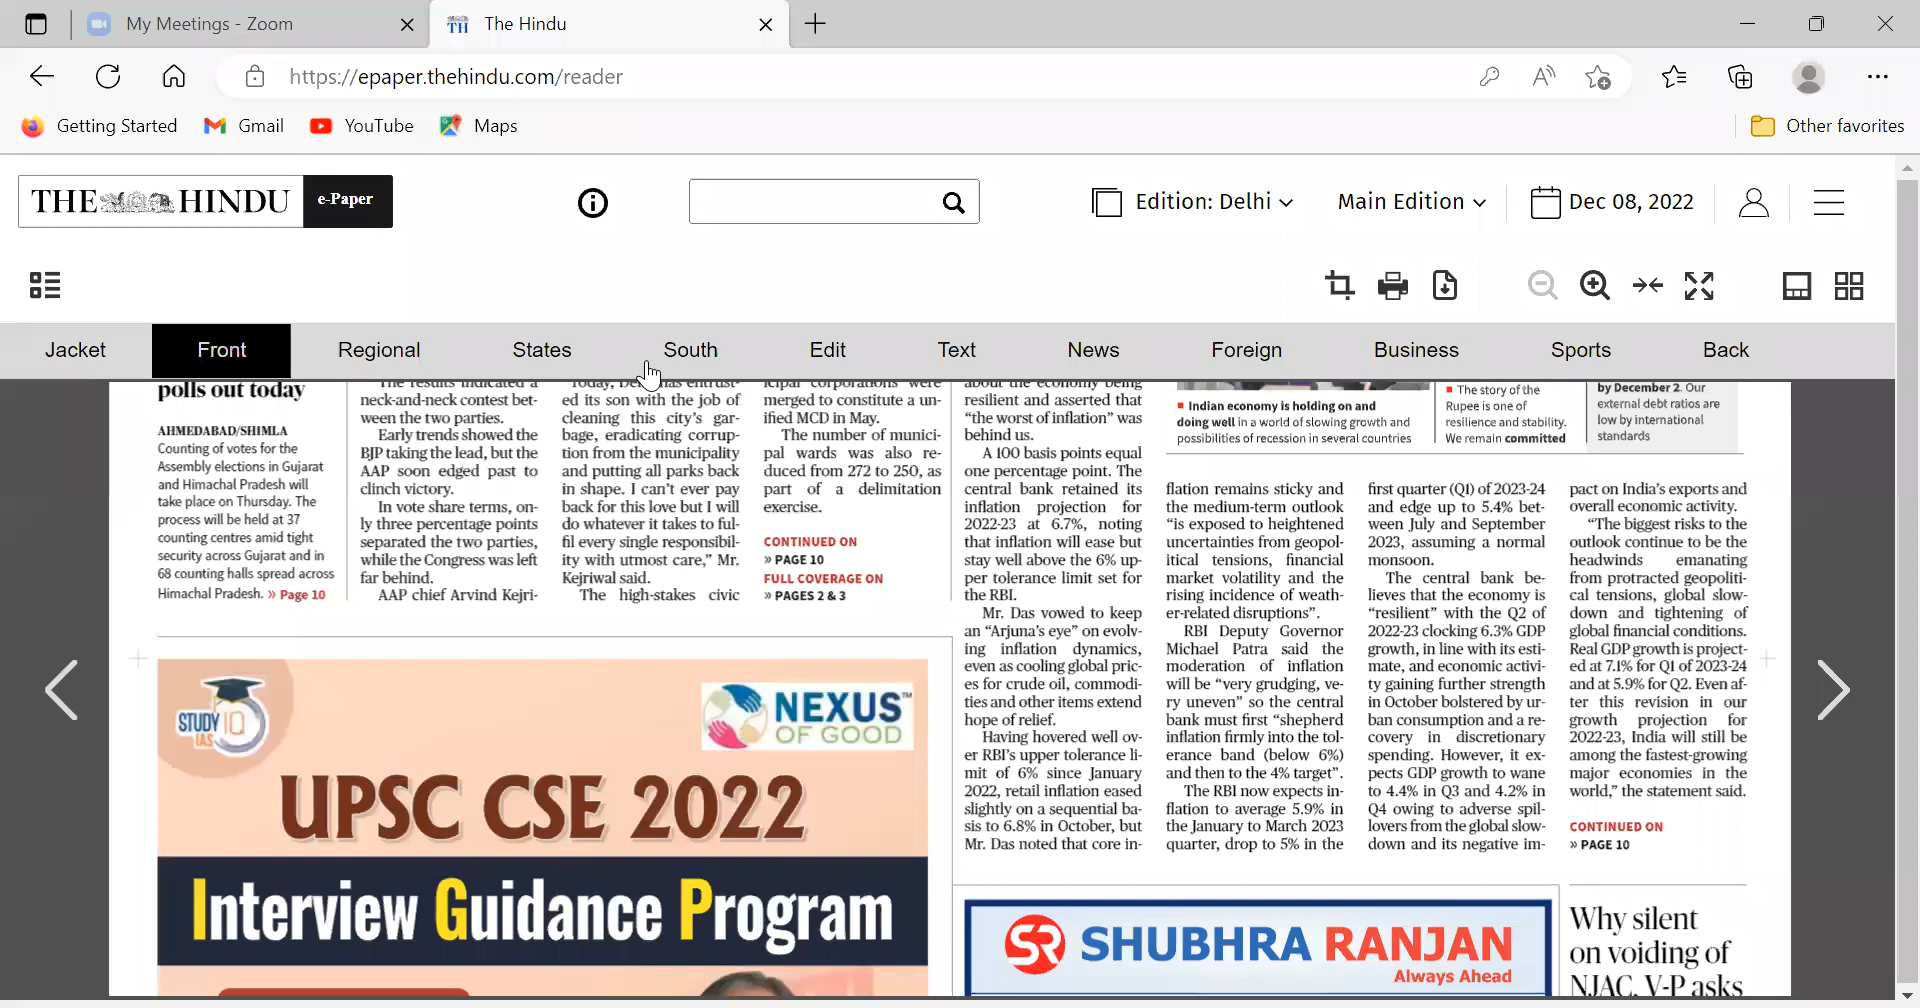 My Meetings - Zoom
The Hindu
https://epaper.thehindu.com/reader
Getting Started
Gmail
YouTube
Maps
Other favorites
THE HINDU e-Paper
Edition: Delhi
Main Edition
Dec 08, 2022
Jacket
Front
Regional
States
South
Edit
Text
News
Foreign
Business
Sports
Back
polls out today
AHMEDABAD/SHIMLA
Counting of votes for the
Assembly elections in Gujarat
and Himachal Pradesh will
take place on Thursday. The
process will be held at 37
counting centres amid tight
security across Gujarat and in
68 counting halls spread across
Himachal Pradesh. » Page 10
The results indicated a
neck-and-neck contest bet-
ween the two parties.
Early trends showed the
BJP taking the lead, but the
AAP soon edged past to
clinch victory.
In vote share terms, on-
ly three percentage points
separated the two parties,
while the Congress was left
far behind.
AAP chief Arvind Kejri-
ed its son with the job of
cleaning this city's gar-
bage, eradicating corrup-
tion from the municipality
and putting all parks back
in shape. I can't ever pay
back for this love but I will
do whatever it takes to ful-
fil every single responsibil-
ity with utmost care," Mr.
Kejriwal said.
The high-stakes civic
icipal corporations were
merged to constitute a un-
ified MCD in May.
The number of munici-
pal wards was also re-
duced from 272 to 250, as
part of a delimitation
exercise.
CONTINUED ON
» PAGE 10
FULL COVERAGE ON
» PAGES 2 & 3
about the economy being
resilient and asserted that
"the worst of inflation" was
behind us.
A 100 basis points equal
one percentage point. The
central bank retained its
inflation projection for
2022-23 at 6.7%, noting
that inflation will ease but
stay well above the 6% up-
per tolerance limit set for
the RBI.
Mr. Das vowed to keep
an "Arjuna's eye" on evolv-
ing inflation dynamics,
even as cooling global pric-
es for crude oil, commodi-
ties and other items extend
hope of relief.
Having hovered well ov-
er RBI's upper tolerance li-
mit of 6% since January
2022, retail inflation eased
slightly on a sequential ba-
sis to 6.8% in October, but
Mr. Das noted that core in-
Indian economy is holding on and
doing well in a world of slowing growth and
possibilities of recession in several countries
The story of the
Rupee is one of
resilience and stability.
We remain committed
by December 2. Our
external debt ratios are
low by international
standards
flation remains sticky and
the medium-term outlook
"is exposed to heightened
uncertainties from geopol-
itical tensions, financial
market volatility and the
rising incidence of weath-
er-related disruptions".
RBI Deputy Governor
Michael Patra said the
moderation of inflation
will be "very grudging, ve-
ry uneven" so the central
bank must first "shepherd
inflation firmly into the tol-
erance band (below 6%)
and then to the 4% target".
The RBI now expects in-
flation to average 5.9% in
the January to March 2023
quarter, drop to 5% in the
first quarter (Q1) of 2023-24
and edge up to 5.4% bet-
ween July and September
2023, assuming a normal
monsoon.
The central bank be-
lieves that the economy is
"resilient" with the Q2 of
2022-23 clocking 6.3% GDP
growth, in line with its esti-
mate, and economic activi-
ty gaining further strength
in October bolstered by ur-
ban consumption and a re-
covery in discretionary
spending. However, it ex-
pects GDP growth to wane
to 4.4% in Q3 and 4.2% in
Q4 owing to adverse spil-
lovers from the global slow-
down and its negative im-
pact on India's exports and
overall economic activity.
"The biggest risks to the
outlook continue to be the
headwinds emanating
from protracted geopoliti-
cal tensions, global slow-
down and tightening of
global financial conditions.
Real GDP growth is project-
ed at 7.1% for Q1 of 2023-24
and at 5.9% for Q2. Even af-
ter this revision in our
growth projection for
2022-23, India will still be
among the fastest-growing
major economies in the
world," the statement said.
CONTINUED ON
» PAGE 10
STUDY IQ
IAS
NEXUS™
OF GOOD
UPSC CSE 2022
Interview Guidance Program
SR SHUBHRA RANJAN
Always Ahead
Why silent
on voiding of
NJAC, V-P asks